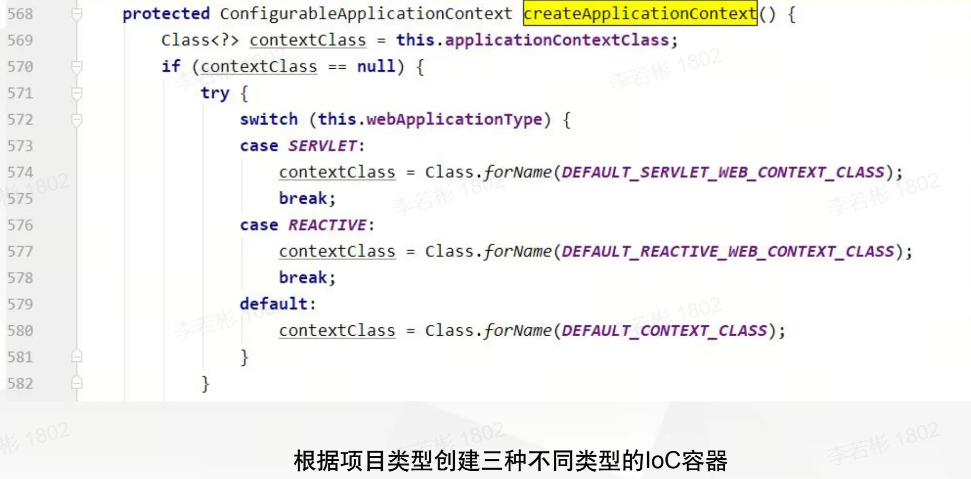 568 protected ConfigurableApplicationContext createApplicationContext() {
569 Class<?> contextClass = this.applicationContextClass;
570 if (contextClass == null) {
571 try {
572 switch (this.webApplicationType) {
573 case SERVLET:
574 contextClass = Class.forName(DEFAULT_SERVLET_WEB_CONTEXT_CLASS);
575 break;
576 case REACTIVE:
577 contextClass = Class.forName(DEFAULT_REACTIVE_WEB_CONTEXT_CLASS);
578 break;
579 default:
580 contextClass = Class.forName(DEFAULT_CONTEXT_CLASS);
581 }
582 }
李若彬 1802
根据项目类型创建三种不同类型的IoC容器